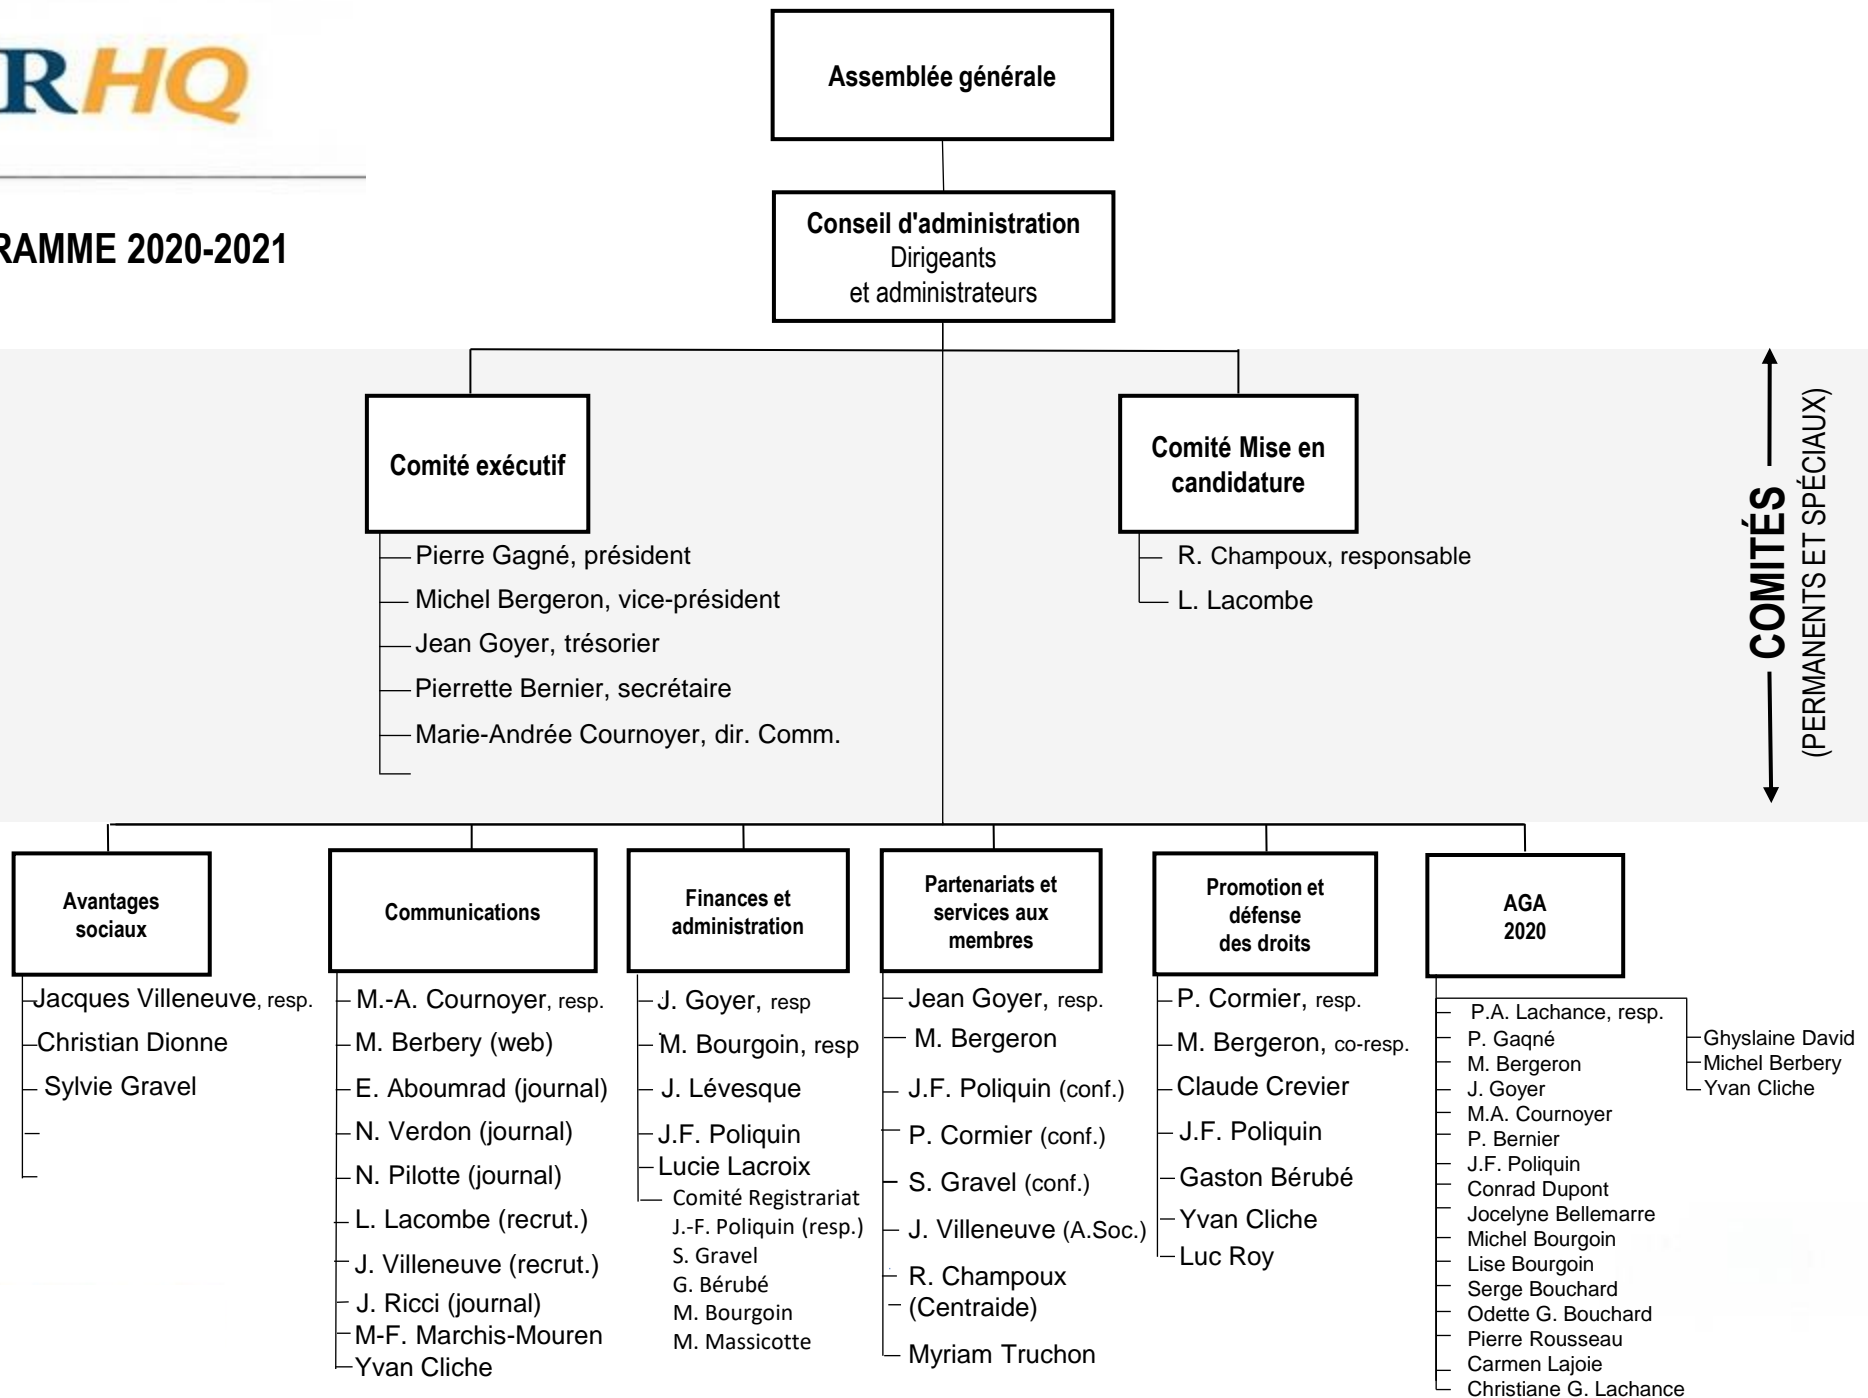 RHQ
RAMME 2020-2021
Assemblée générale
Conseil d'administration
Dirigeants
et administrateurs
Comité exécutif
Pierre Gagné, président
Michel Bergeron, vice-président
Jean Goyer, trésorier
Pierrette Bernier, secrétaire
Marie-Andrée Cournoyer, dir. Comm.
Comité Mise en
candidature
R. Champoux, responsable
L. Lacombe
COMITÉS
(PERMANENTS ET SPÉCIAUX)
Avantages
sociaux
Jacques Villeneuve, resp.
Christian Dionne
Sylvie Gravel
Communications
M.-A. Cournoyer, resp.
M. Berbery (web)
E. Aboumrad (journal)
N. Verdon (journal)
N. Pilotte (journal)
L. Lacombe (recrut.)
J. Villeneuve (recrut.)
J. Ricci (journal)
M-F. Marchis-Mouren
Yvan Cliche
Finances et
administration
J. Goyer, resp
M. Bourgoin, resp
J. Lévesque
J.F. Poliquin
Lucie Lacroix
Comité Registrariat
J.-F. Poliquin (resp.)
S. Gravel
G. Bérubé
M. Bourgoin
M. Massicotte
Partenariats et
services aux
membres
Jean Goyer, resp.
M. Bergeron
J.F. Poliquin (conf.)
P. Cormier (conf.)
S. Gravel (conf.)
J. Villeneuve (A.Soc.)
R. Champoux
(Centraide)
Myriam Truchon
Promotion et
défense
des droits
P. Cormier, resp.
M. Bergeron, co-resp.
Claude Crevier
J.F. Poliquin
Gaston Bérubé
Yvan Cliche
Luc Roy
AGA
2020
P.A. Lachance, resp.
P. Gaqné
M. Bergeron
J. Goyer
M.A. Cournoyer
P. Bernier
J.F. Poliquin
Conrad Dupont
Jocelyne Bellemarre
Michel Bourgoin
Lise Bourgoin
Serge Bouchard
Odette G. Bouchard
Pierre Rousseau
Carmen Lajoie
Christiane G. Lachance
Ghyslaine David
Michel Berbery
Yvan Cliche